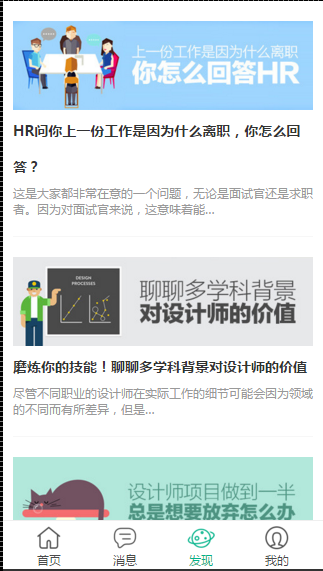 上一份工作是因为什么离职
你怎么回答HR
HR问你上一份工作是因为什么离职，你怎么回
答？
这是大家都非常在意的一个问题，无论是面试官还是求职
者。因为对面试官来说，这意味着能...
DESIGN
PROCESSES
聊聊多学科背景
对设计师的价值
磨炼你的技能！聊聊多学科背景对设计师的价值
尽管不同职业的设计师在实际工作的细节可能会因为领域
的不同而有所差异，但是...
设计师项目做到一半
总是想要放弃怎么办
首页
消息
发现
我的